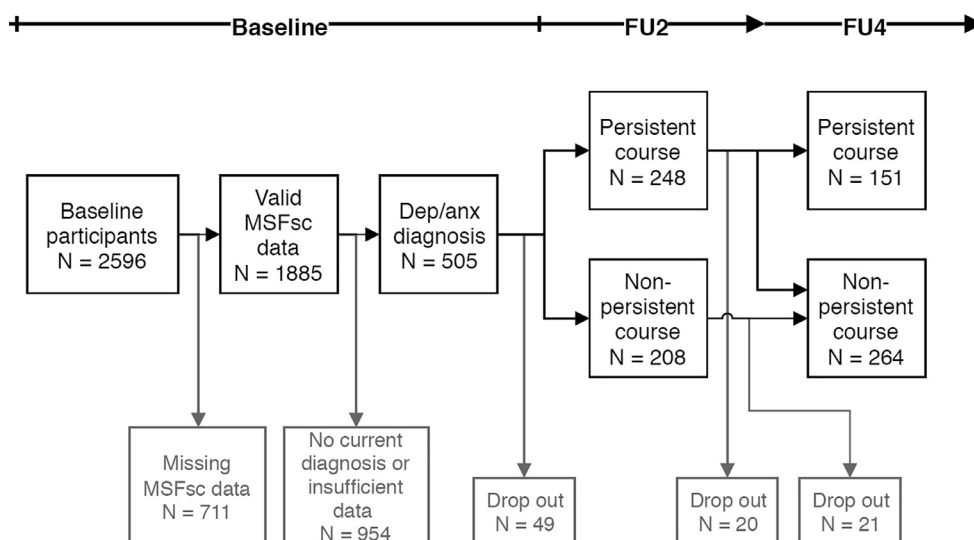 Baseline
FU2
FU4
Baseline
participants
N = 2596
Valid
MSFsc
data
N = 1885
Dep/anx
diagnosis
N = 505
Persistent
course
N = 248
Persistent
course
N = 151
Non-
persistent
course
N = 208
Non-
persistent
course
N = 264
Missing
MSFsc data
N = 711
No current
diagnosis or
insufficient
data
N = 954
Drop out
N = 49
Drop out
N = 20
Drop out
N = 21